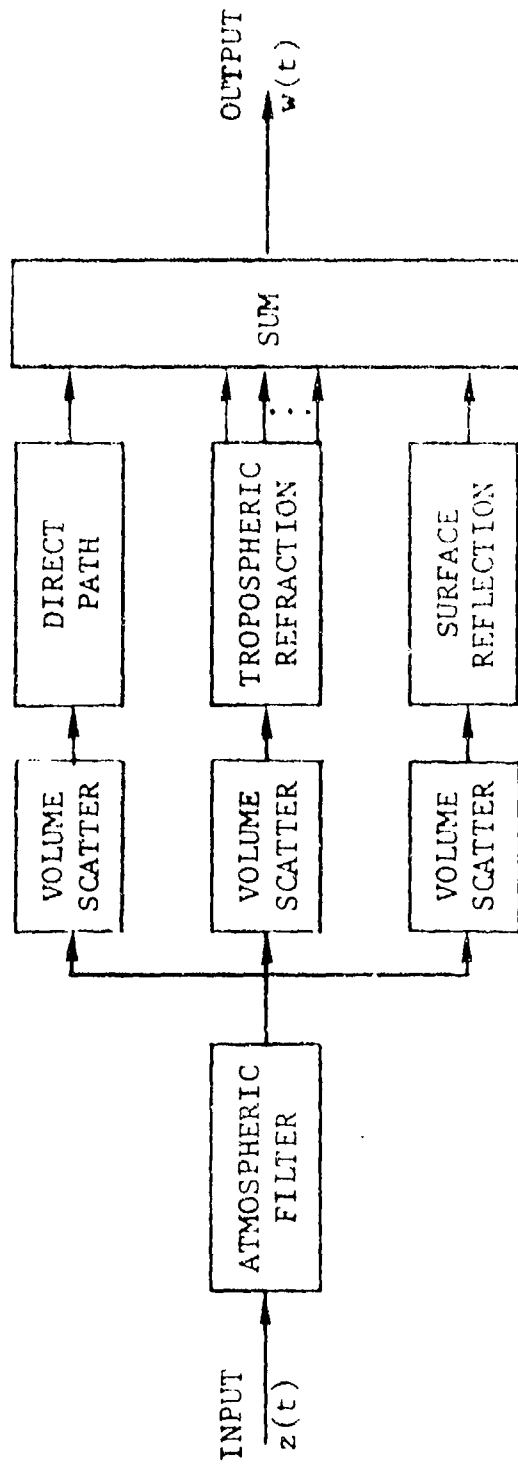 INPUT
z(t)
ATMOSPHERIC
FILTER
VOLUME
SCATTER
DIRECT
PATH
VOLUME
SCATTER
TROPOSPHERIC
REFRACTION
VOLUME
SCATTER
SURFACE
REFLECTION
SUM
OUTPUT
w(t)